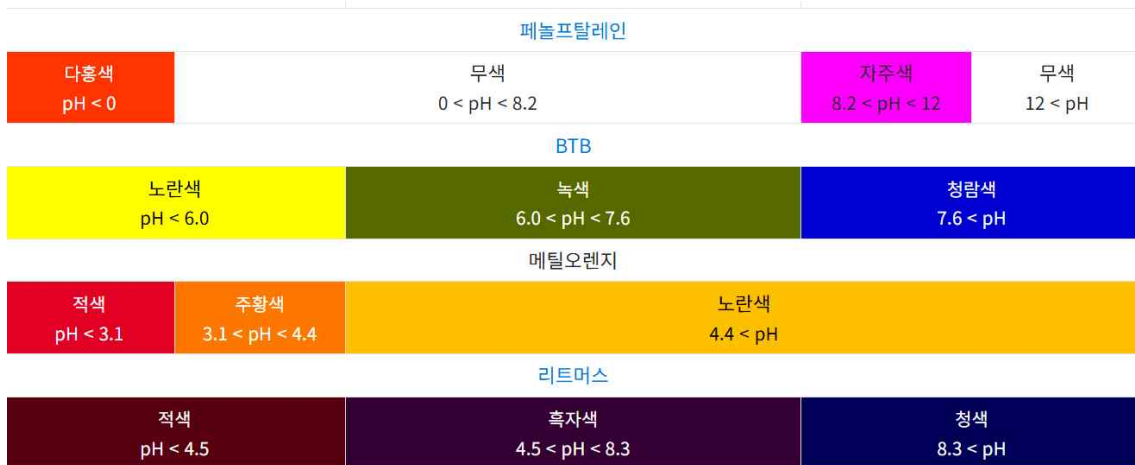 페놀프탈레인
다홍색 무색 자주색 무색
pH < 0 0 < pH < 8.2 8.2 < pH < 12 12 < pH
BTB
노란색 녹색 청람색
pH < 6.0 6.0 < pH < 7.6 7.6 < pH
메틸오렌지
적색 주황색 노란색
pH < 3.1 3.1 < pH < 4.4 4.4 < pH
리트머스
적색 흑자색 청색
pH < 4.5 4.5 < pH < 8.3 8.3 < pH